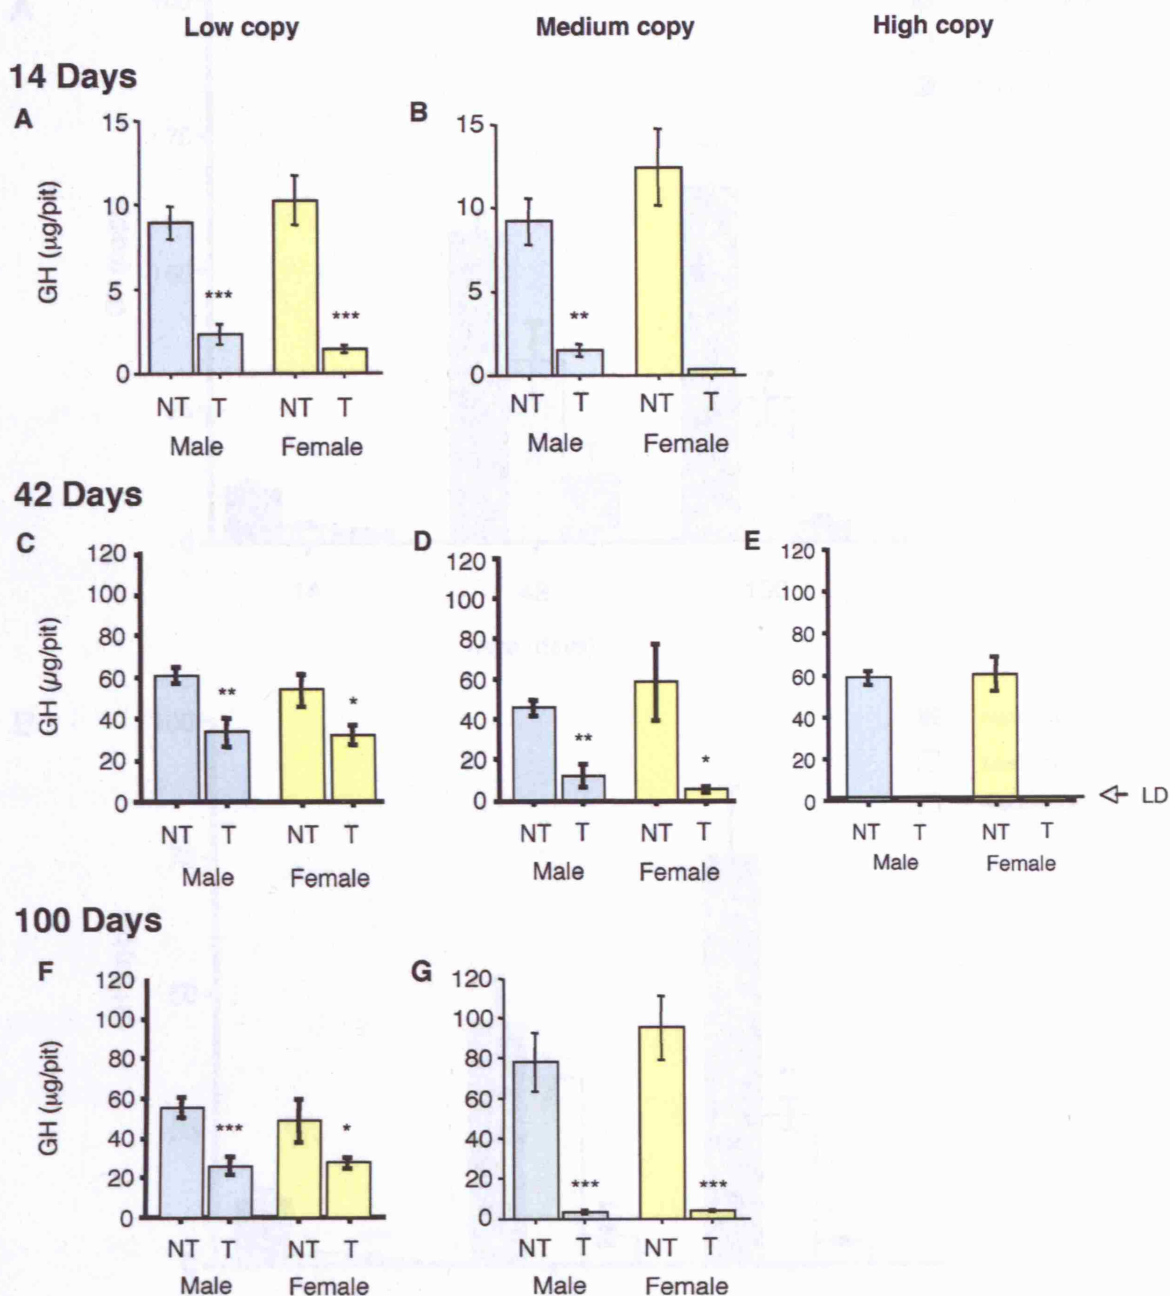 Low copy Medium copy High copy
14 Days
A B
15 15
10 10
5 5
0 0
GH (μg/pit)
*** *** **
NT T NT T NT T NT T
Male Female Male Female
42 Days
C D E
120 120 120
100 100 100
80 80 80
60 60 60
40 40 40
20 20 20
0 0 0
GH (μg/pit)
** * ** *
LD
NT T NT T NT T NT T NT T NT T
Male Female Male Female Male Female
100 Days
F G
120 120
100 100
80 80
60 60
40 40
20 20
0 0
GH (μg/pit)
*** * *** ***
NT T NT T NT T NT T
Male Female Male Female